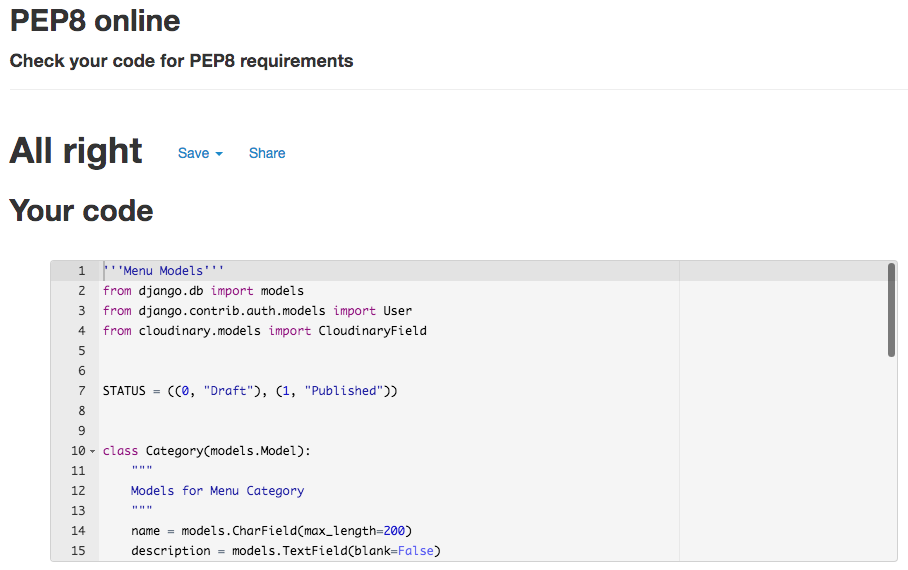 PEP8 online
Check your code for PEP8 requirements
All right Save Share
Your code
1 '''Menu Models'''
2 from django.db import models
3 from django.contrib.auth.models import User
4 from cloudinary.models import CloudinaryField
5
6
7 STATUS = ((0, "Draft"), (1, "Published"))
8
9
10 class Category(models.Model):
11     """
12     Models for Menu Category
13     """
14     name = models.CharField(max_length=200)
15     description = models.TextField(blank=False)